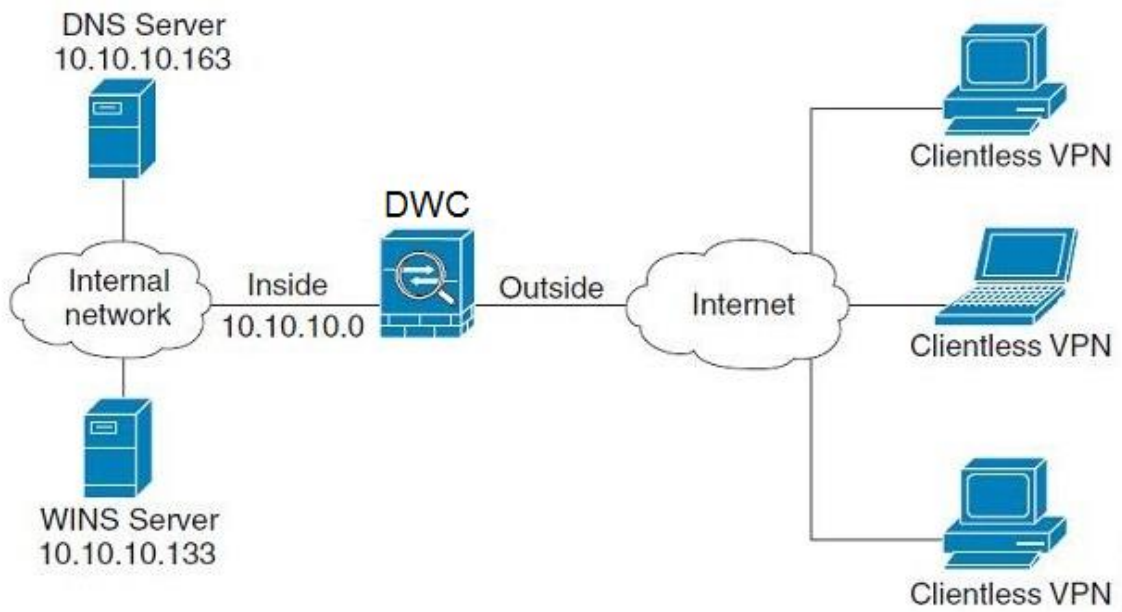 DNS Server
10.10.10.163
DWC
Internal
network
Inside
10.10.10.0
Outside
Internet
Clientless VPN
Clientless VPN
Clientless VPN
WINS Server
10.10.10.133